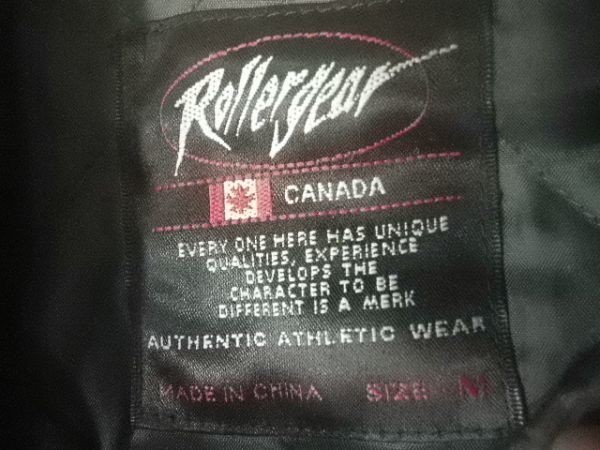 Rollergear
CANADA
EVERY ONE HERE HAS UNIQUE
QUALITIES, EXPERIENCE
DEVELOPS THE
CHARACTER TO BE
DIFFERENT IS A MERK
AUTHENTIC ATHLETIC WEAR
MADE IN CHINA SIZE M